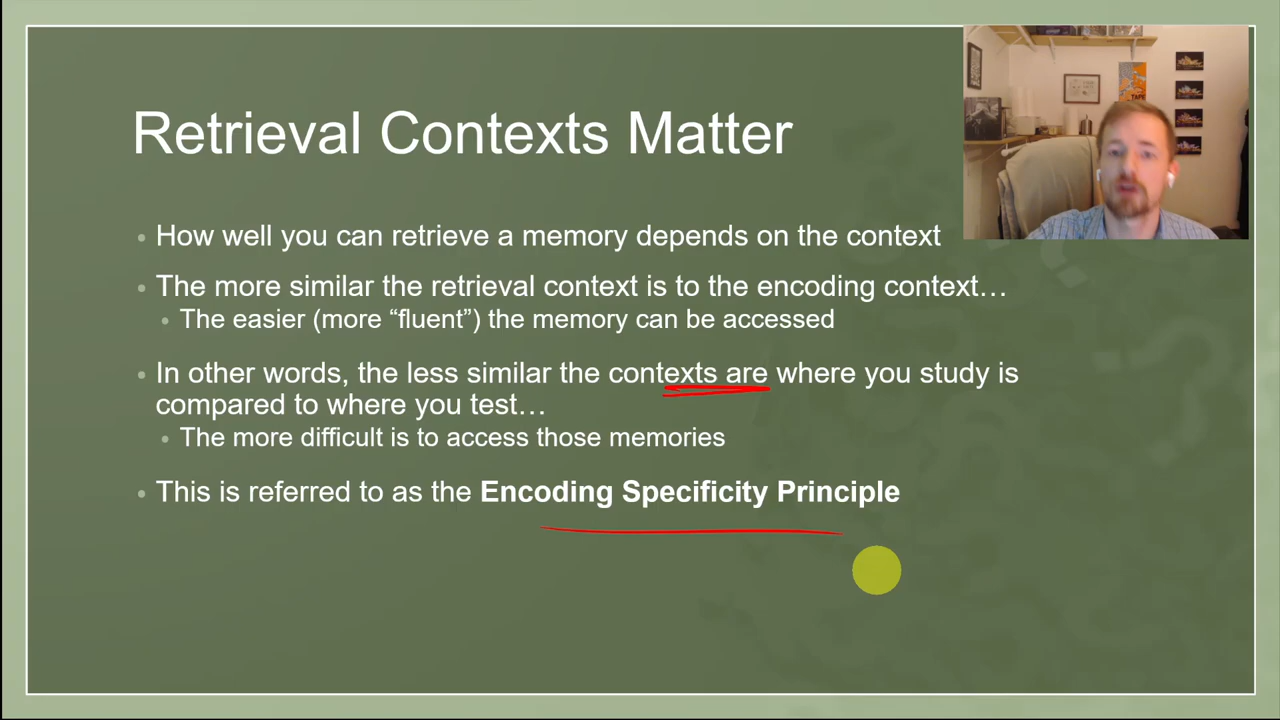 Retrieval Contexts Matter
• How well you can retrieve a memory depends on the context
• The more similar the retrieval context is to the encoding context…
• The easier (more “fluent”) the memory can be accessed
• In other words, the less similar the contexts are where you study is
compared to where you test…
• The more difficult is to access those memories
• This is referred to as the Encoding Specificity Principle